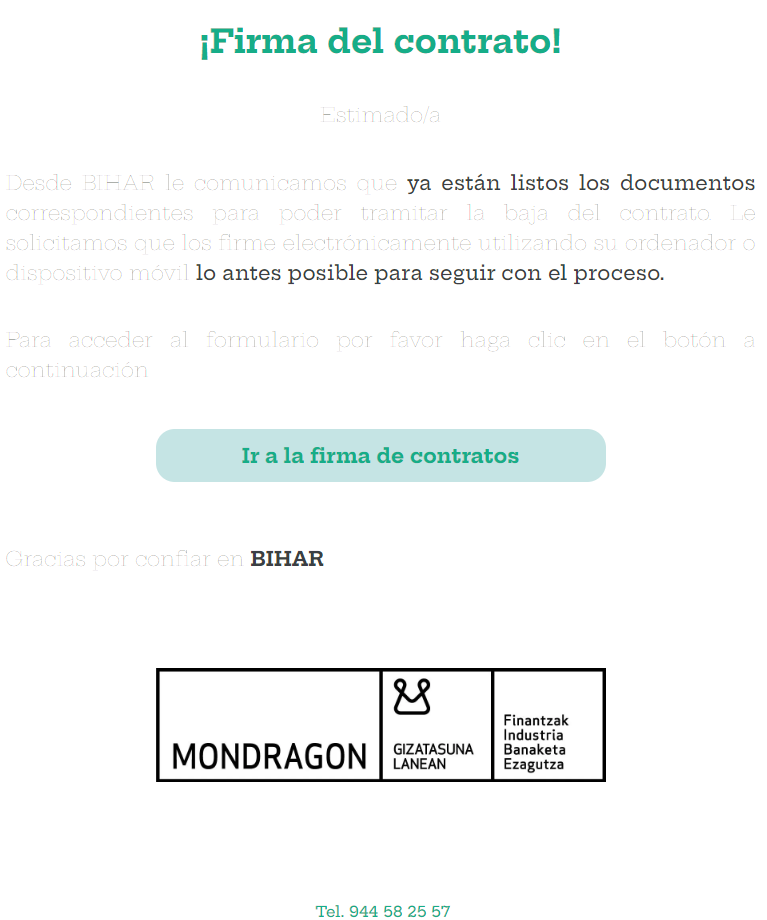 ¡Firma del contrato!
Estimado/a
Desde BIHAR le comunicamos que ya están listos los documentos
correspondientes para poder tramitar la baja del contrato. Le
solicitamos que los firme electrónicamente utilizando su ordenador o
dispositivo móvil lo antes posible para seguir con el proceso.
Para acceder al formulario por favor haga clic en el botón a
continuación
Ir a la firma de contratos
Gracias por confiar en BIHAR
MONDRAGON
GIZATASUNA
LANEAN
Finantzak
Industria
Banaketa
Ezagutza
Tel. 944 58 25 57